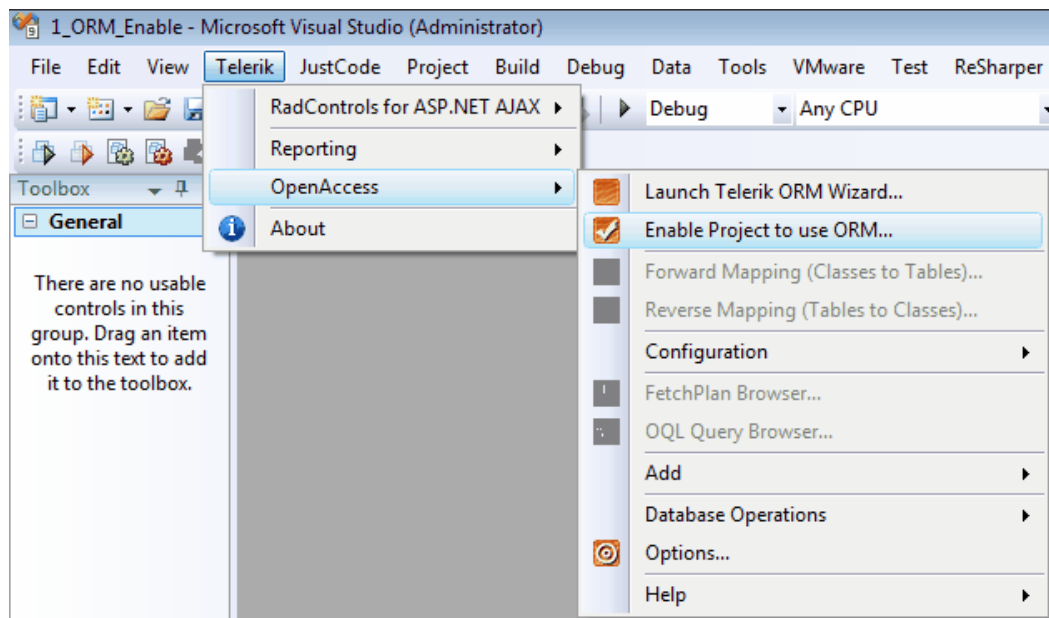 1_ORM_Enable - Microsoft Visual Studio (Administrator)
File Edit View Telerik JustCode Project Build Debug Data Tools VMware Test ReSharper
RadControls for ASP.NET AJAX
Debug Any CPU
Reporting
Toolbox
OpenAccess
Launch Telerik ORM Wizard...
General
About
Enable Project to use ORM...
Forward Mapping (Classes to Tables)...
Reverse Mapping (Tables to Classes)...
There are no usable
controls in this
group. Drag an item
onto this text to add
it to the toolbox.
Configuration
FetchPlan Browser...
OQL Query Browser...
Add
Database Operations
Options...
Help